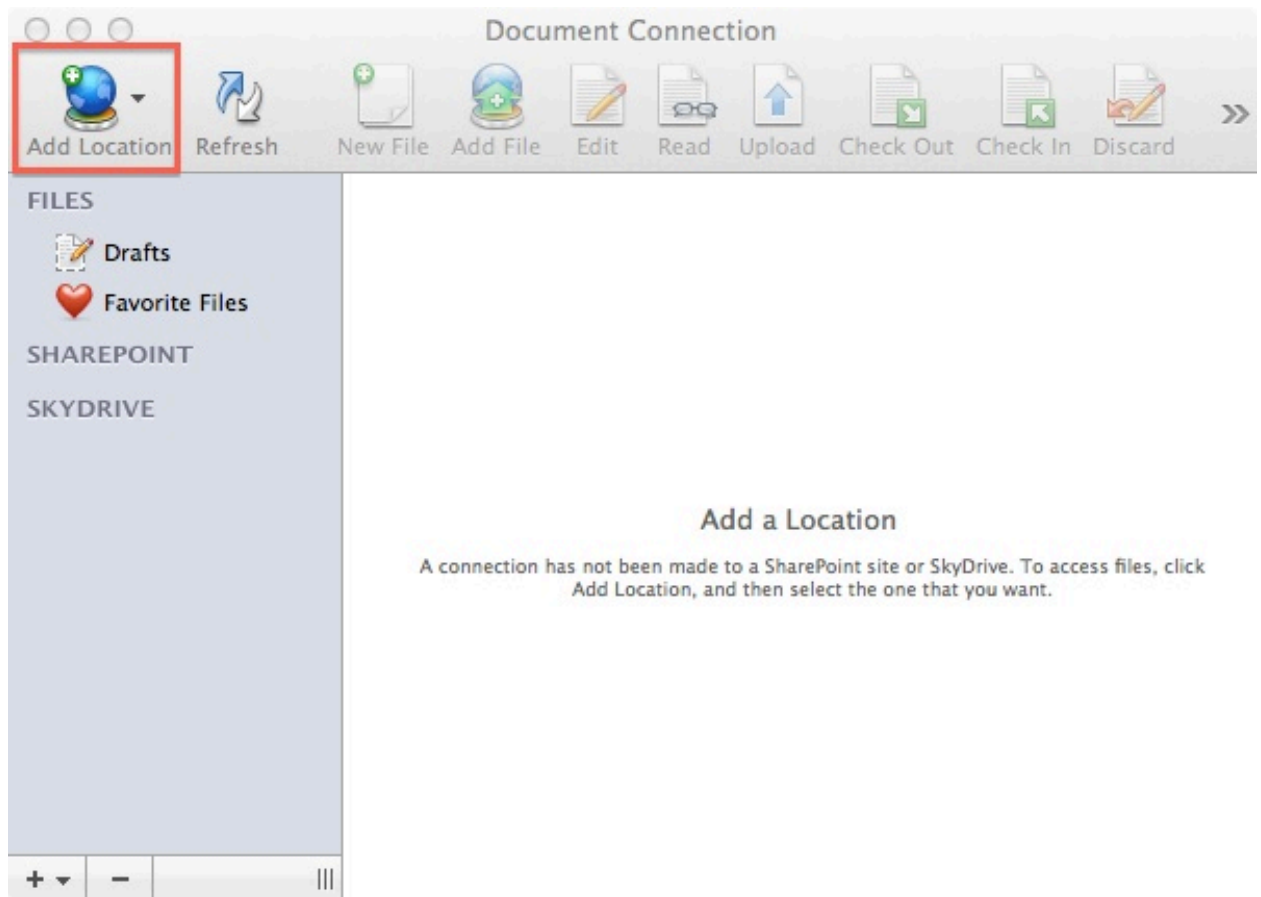 Document Connection
Add Location Refresh New File Add File Edit Read Upload Check Out Check In Discard
FILES
Drafts
Favorite Files
SHAREPOINT
SKYDRIVE
Add a Location
A connection has not been made to a SharePoint site or SkyDrive. To access files, click
Add Location, and then select the one that you want.